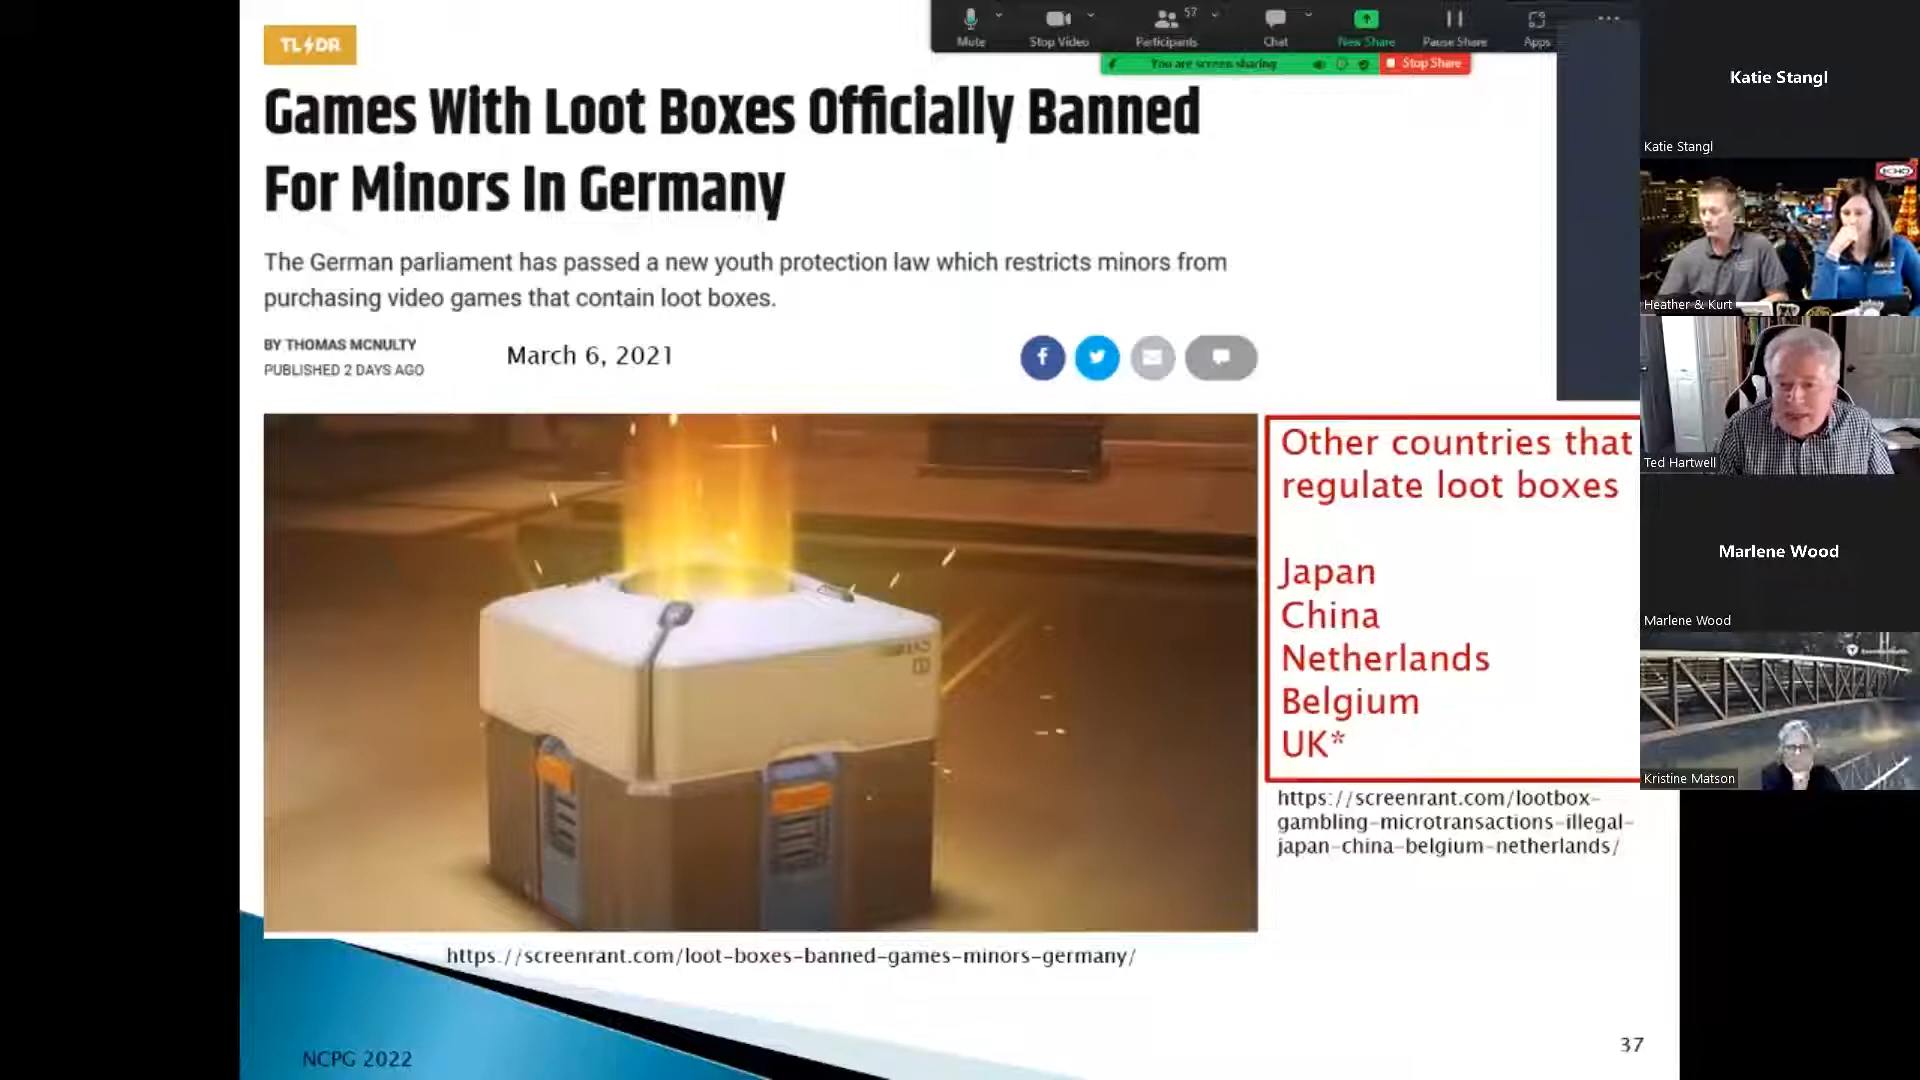 TL DR
Games With Loot Boxes Officially Banned
For Minors In Germany
The German parliament has passed a new youth protection law which restricts minors from
purchasing video games that contain loot boxes.
BY THOMAS MCNULTY
PUBLISHED 2 DAYS AGO
March 6, 2021
Other countries that
regulate loot boxes
Japan
China
Netherlands
Belgium
UK*
https://screenrant.com/lootbox-
gambling-microtransactions-illegal-
japan-china-belgium-netherlands/
https://screenrant.com/loot-boxes-banned-games-minors-germany/
NCPG 2022
37
Mute
Stop Video
57
Participants
Chat
New Share
Pause Share
Apps
You are screen sharing
Stop Share
Katie Stangl
Katie Stangl
ECHO
Heather & Kurt
Ted Hartwell
Marlene Wood
Marlene Wood
Kristine Matson